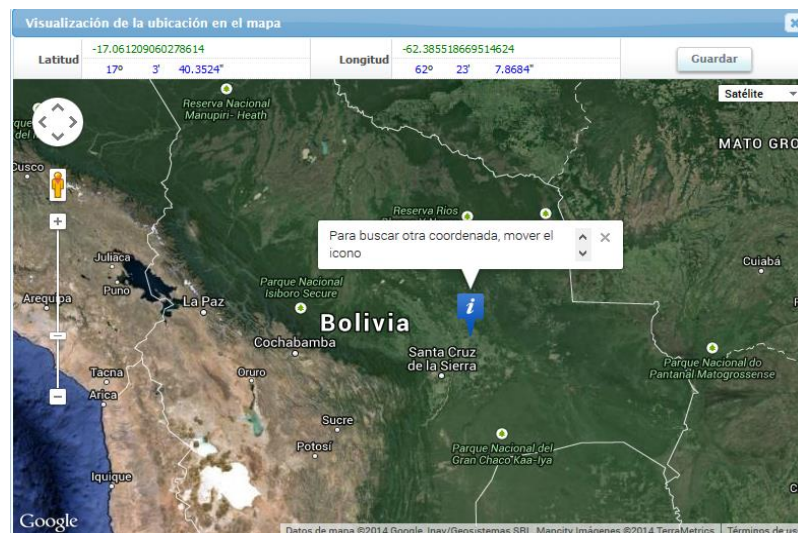 Visualización de la ubicación en el mapa
Latitud
-17.061209060278614
17º 3' 40.3524"
Longitud
-62.385518669514624
62º 23' 7.8684"
Guardar
Satélite
Reserva Nacional
Manupiri- Heath
MATO GRO
Cusco
Reserva Rios
Para buscar otra coordenada, mover el
icono
Juliaca
Puno
Cuiabá
Parque Nacional
Isiboro Secure
Arequipa
La Paz
i
Bolivia
Cochabamba
Santa Cruz
de la Sierra
Parque Nacional do
Pantanal Matogrossense
Tacna
Oruro
Arica
Sucre
Potosí
Parque Nacional del
Gran Chaco Kaa-Iya
Iquique
Google
Datos de mapa ©2014 Google, Inav/Geosistemas SRL, Mapcity Imágenes ©2014 TerraMetrics
Términos de uso